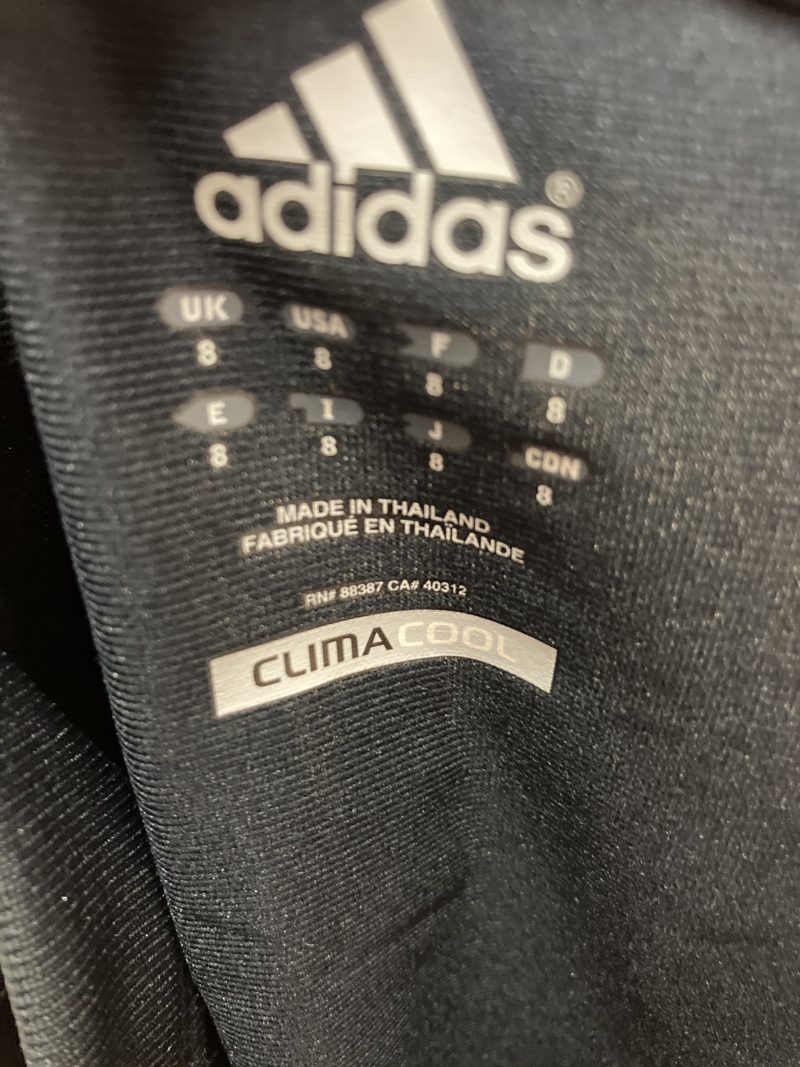 adidas®
UK USA F D
8 8 8 8
E I J CDN
8 8 8 8
MADE IN THAILAND
FABRIQUÉ EN THAÏLANDE
RN# 88387 CA# 40312
CLIMACOOL